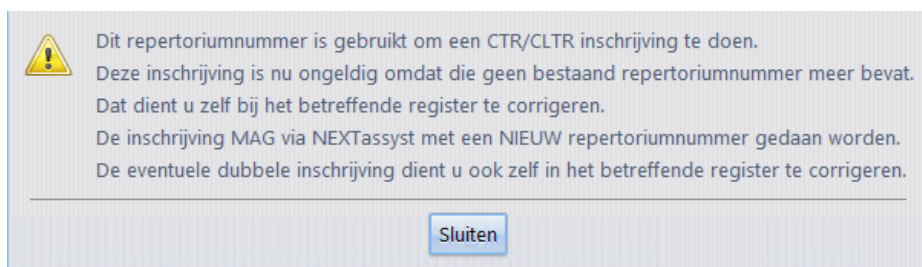 Dit repertoriumnummer is gebruikt om een CTR/CLTR inschrijving te doen.
Deze inschrijving is nu ongeldig omdat die geen bestaand repertoriumnummer meer bevat.
Dat dient u zelf bij het betreffende register te corrigeren.
De inschrijving MAG via NEXTassyst met een NIEUW repertoriumnummer gedaan worden.
De eventuele dubbele inschrijving dient u ook zelf in het betreffende register te corrigeren.
Sluiten